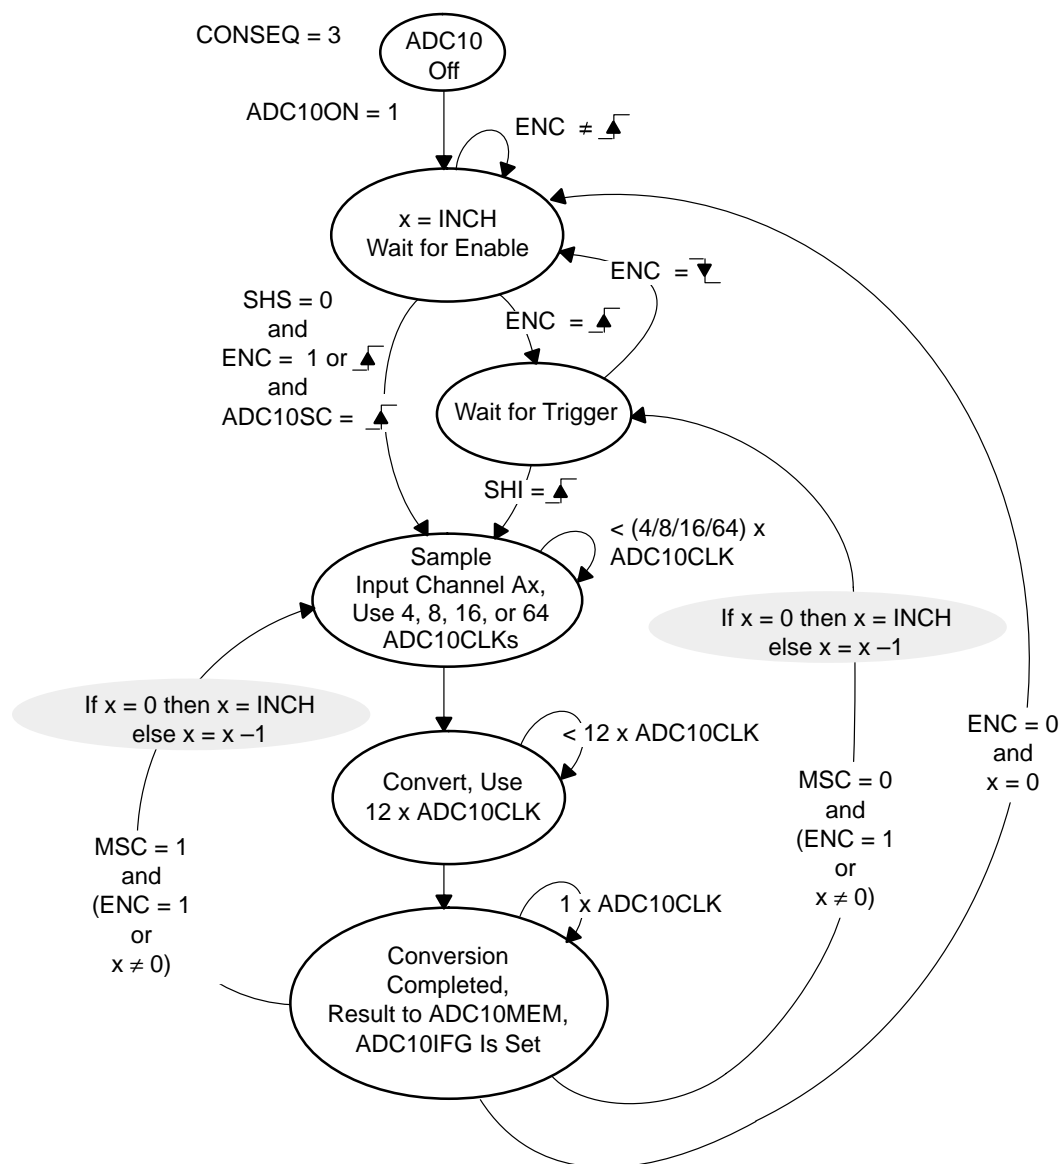 CONSEQ = 3
ADC10
Off
ADC10ON = 1
ENC ≠
x = INCH
Wait for Enable
ENC =
SHS = 0
and
ENC = 1 or
and
ADC10SC =
ENC =
Wait for Trigger
SHI =
< (4/8/16/64) x
ADC10CLK
Sample
Input Channel Ax,
Use 4, 8, 16, or 64
ADC10CLKs
If x = 0 then x = INCH
else x = x –1
If x = 0 then x = INCH
else x = x –1
ENC = 0
and
x = 0
< 12 x ADC10CLK
Convert, Use
12 x ADC10CLK
MSC = 0
and
(ENC = 1
or
x ≠ 0)
MSC = 1
and
(ENC = 1
or
x ≠ 0)
1 x ADC10CLK
Conversion
Completed,
Result to ADC10MEM,
ADC10IFG Is Set